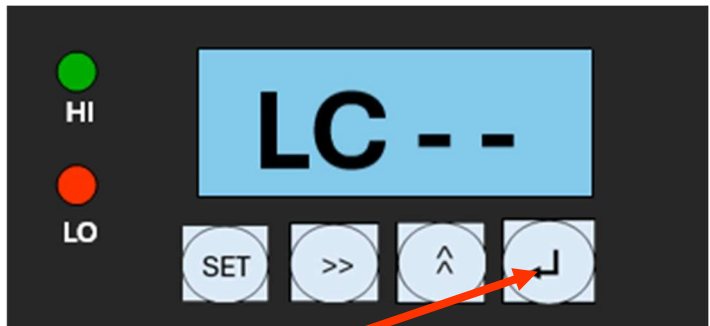 HI
LC - -
LO
SET >> ^^ ↵